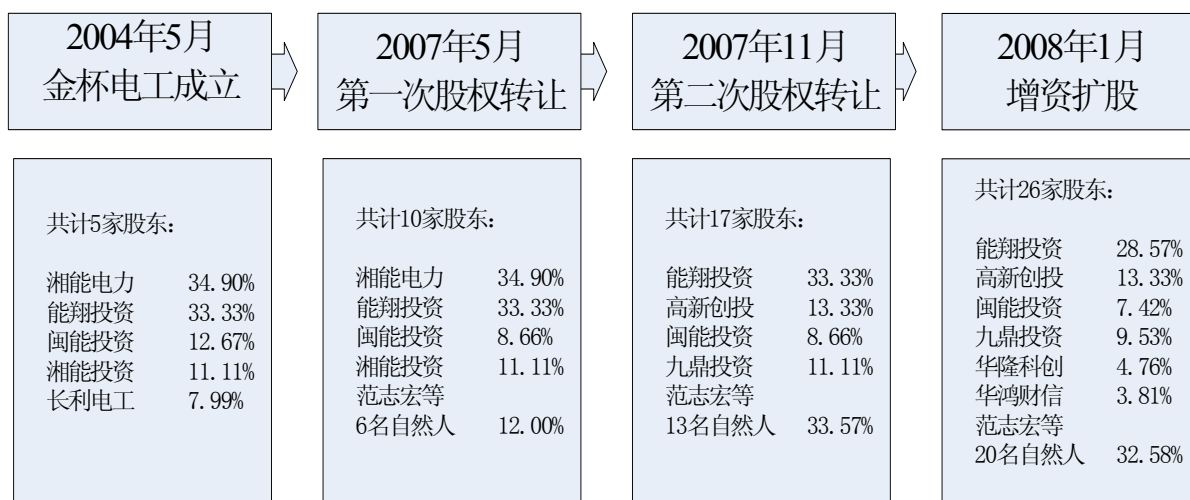 2004年5月
金杯电工成立
2007年5月
第一次股权转让
2007年11月
第二次股权转让
2008年1月
增资扩股
共计5家股东:
湘能电力 34.90%
能翔投资 33.33%
闽能投资 12.67%
湘能投资 11.11%
长利电工 7.99%
共计10家股东:
湘能电力 34.90%
能翔投资 33.33%
闽能投资 8.66%
湘能投资 11.11%
范志宏等
6名自然人 12.00%
共计17家股东:
能翔投资 33.33%
高新创投 13.33%
闽能投资 8.66%
九鼎投资 11.11%
范志宏等
13名自然人 33.57%
共计26家股东:
能翔投资 28.57%
高新创投 13.33%
闽能投资 7.42%
九鼎投资 9.53%
华隆科创 4.76%
华鸿财信 3.81%
范志宏等
20名自然人 32.58%